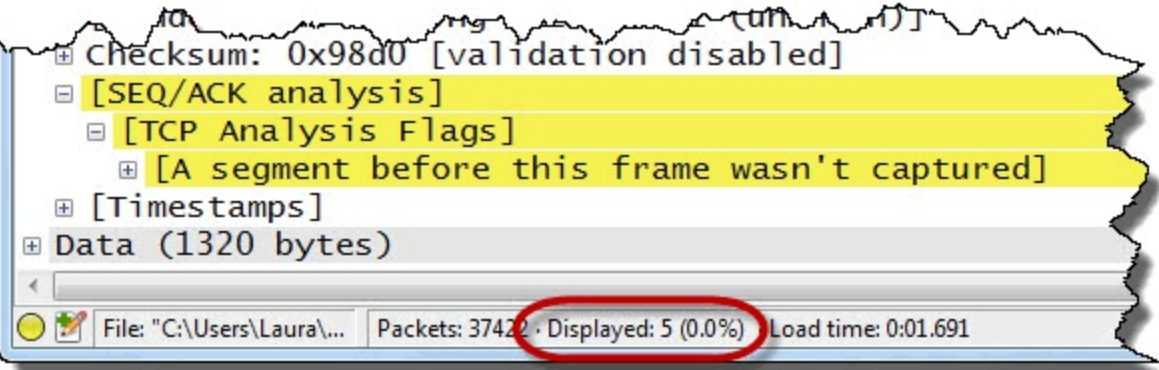 Checksum: 0x98d0 [validation disabled]
[SEQ/ACK analysis]
[TCP Analysis Flags]
[A segment before this frame wasn't captured]
[Timestamps]
Data (1320 bytes)
File: "C:\Users\Laura\... Packets: 37422 · Displayed: 5 (0.0%) Load time: 0:01.691